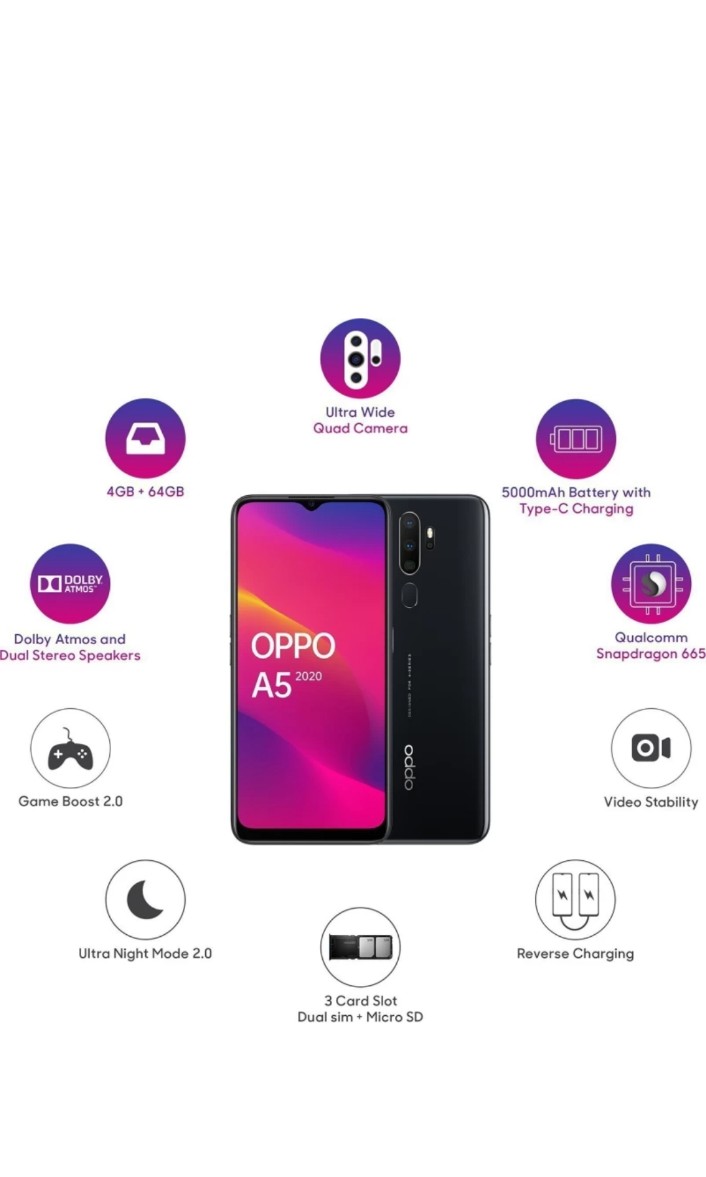 Ultra Wide
Quad Camera
4GB + 64GB
5000mAh Battery with
Type-C Charging
DOLBY
ATMOS™
Dolby Atmos and
Dual Stereo Speakers
Qualcomm
Snapdragon 665
OPPO
A5 2020
oppo
Game Boost 2.0
Video Stability
Ultra Night Mode 2.0
Reverse Charging
3 Card Slot
Dual sim + Micro SD